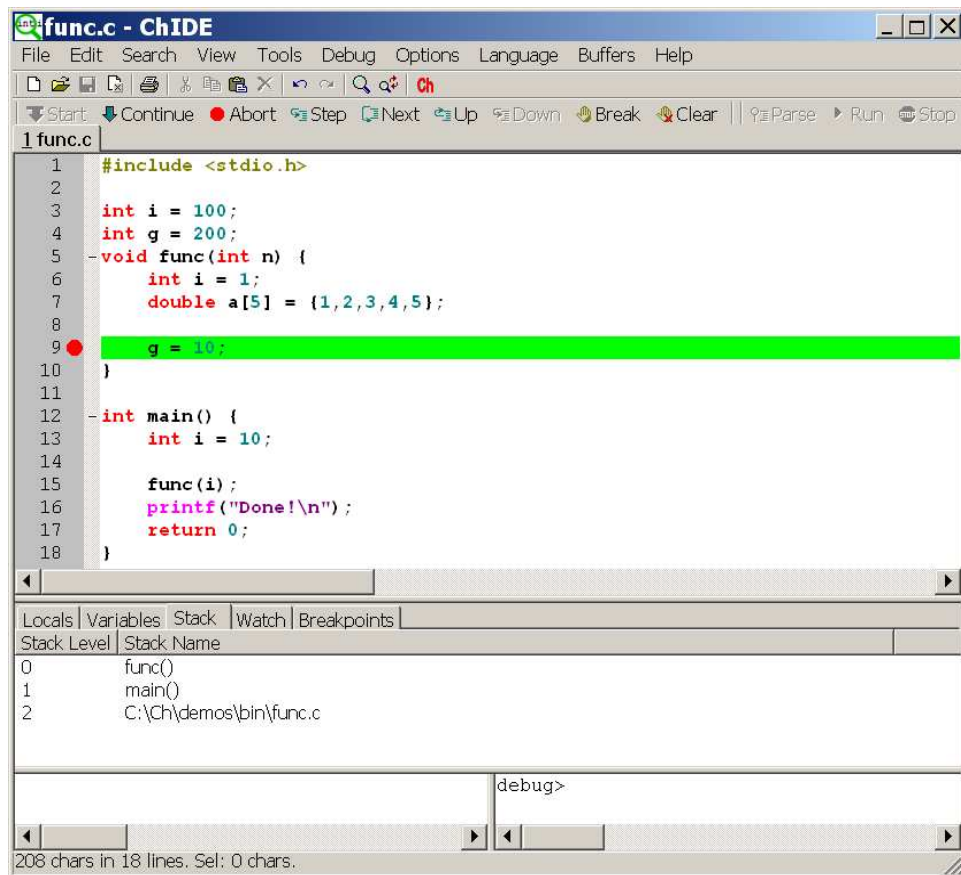 func.c - ChIDE
File Edit Search View Tools Debug Options Language Buffers Help
Ch
Start Continue Abort Step Next Up Down Break Clear Parse Run Stop
1 func.c
1 #include <stdio.h>
2
3 int i = 100;
4 int g = 200;
5 void func(int n) {
6 int i = 1;
7 double a[5] = {1,2,3,4,5};
8
9 g = 10;
10 }
11
12 int main() {
13 int i = 10;
14
15 func(i);
16 printf("Done!\n");
17 return 0;
18 }
Locals Variables Stack Watch Breakpoints
Stack Level Stack Name
0 func()
1 main()
2 C:\Ch\demos\bin\func.c
debug>
208 chars in 18 lines. Sel: 0 chars.